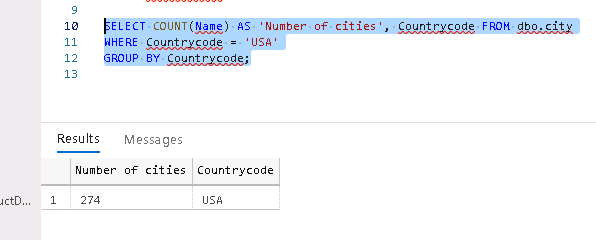 9
10 SELECT COUNT(Name) AS 'Number of cities', Countrycode FROM dbo.city
11 WHERE Countrycode = 'USA'
12 GROUP BY Countrycode;
13
Results Messages
Number of cities Countrycode
1 274 USA
uctD...